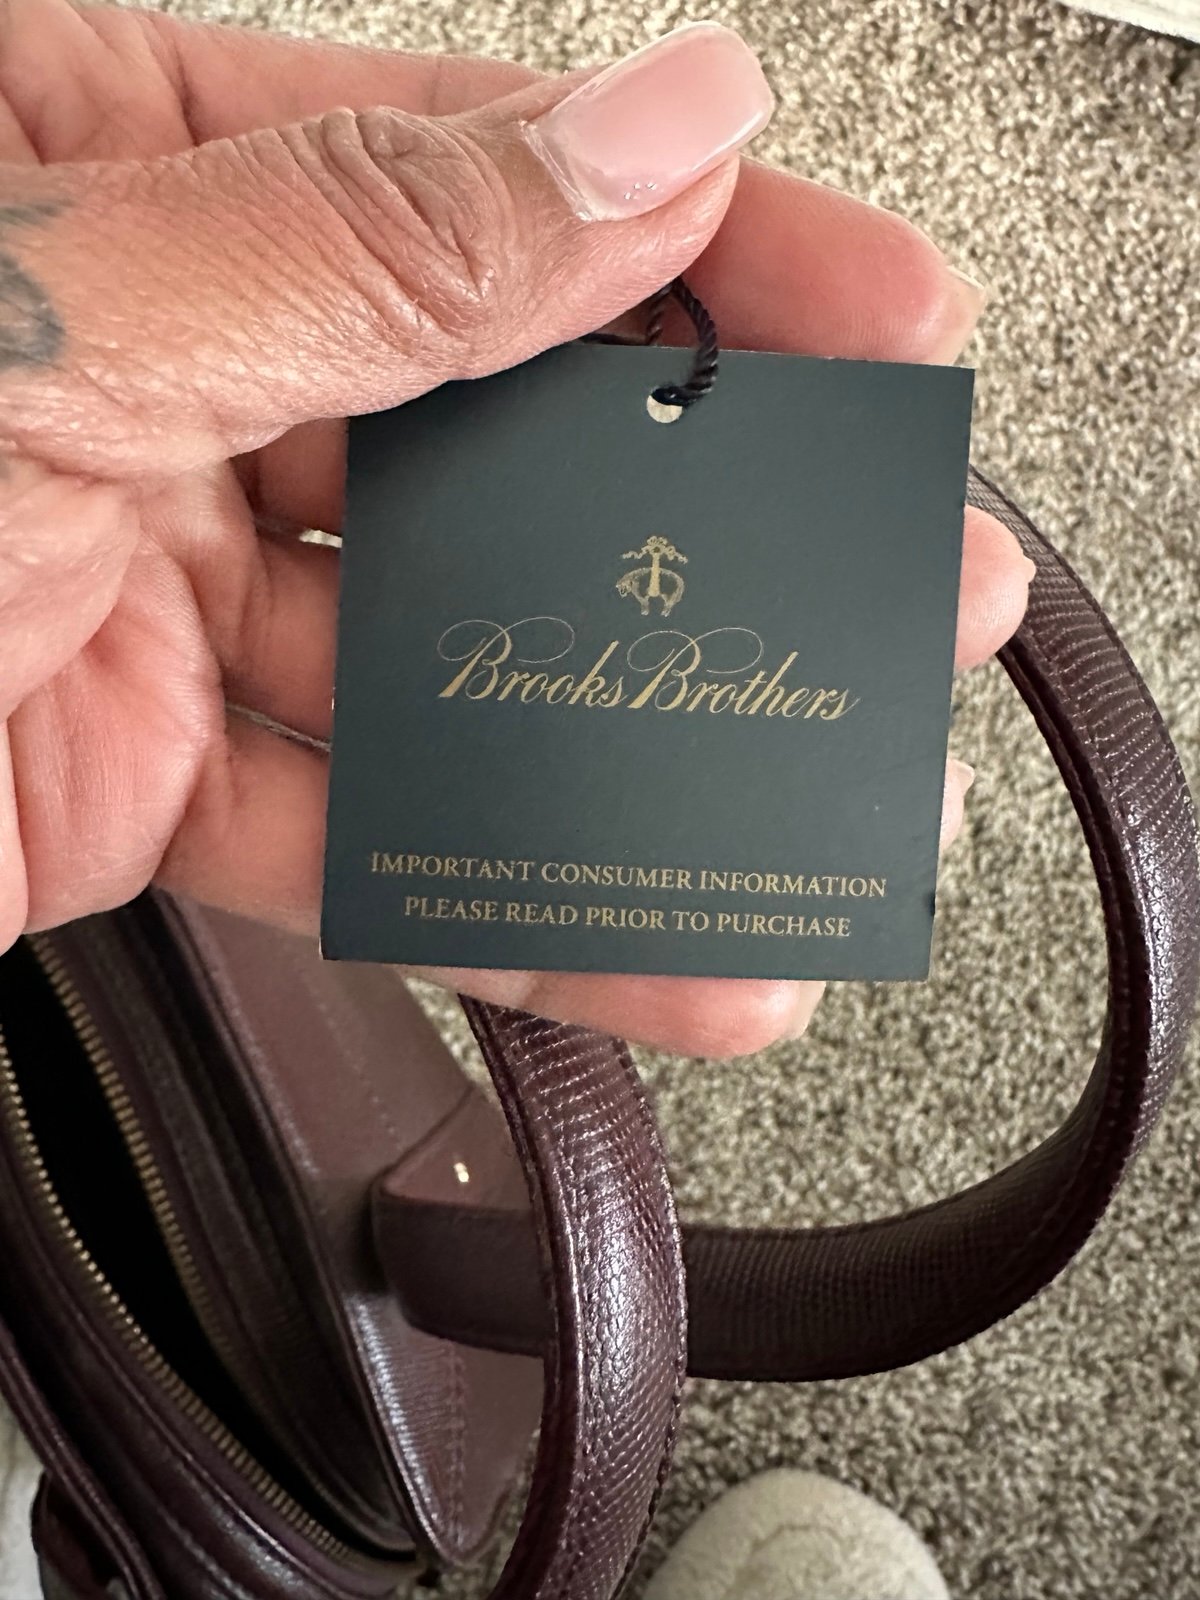 Brooks Brothers
IMPORTANT CONSUMER INFORMATION
PLEASE READ PRIOR TO PURCHASE